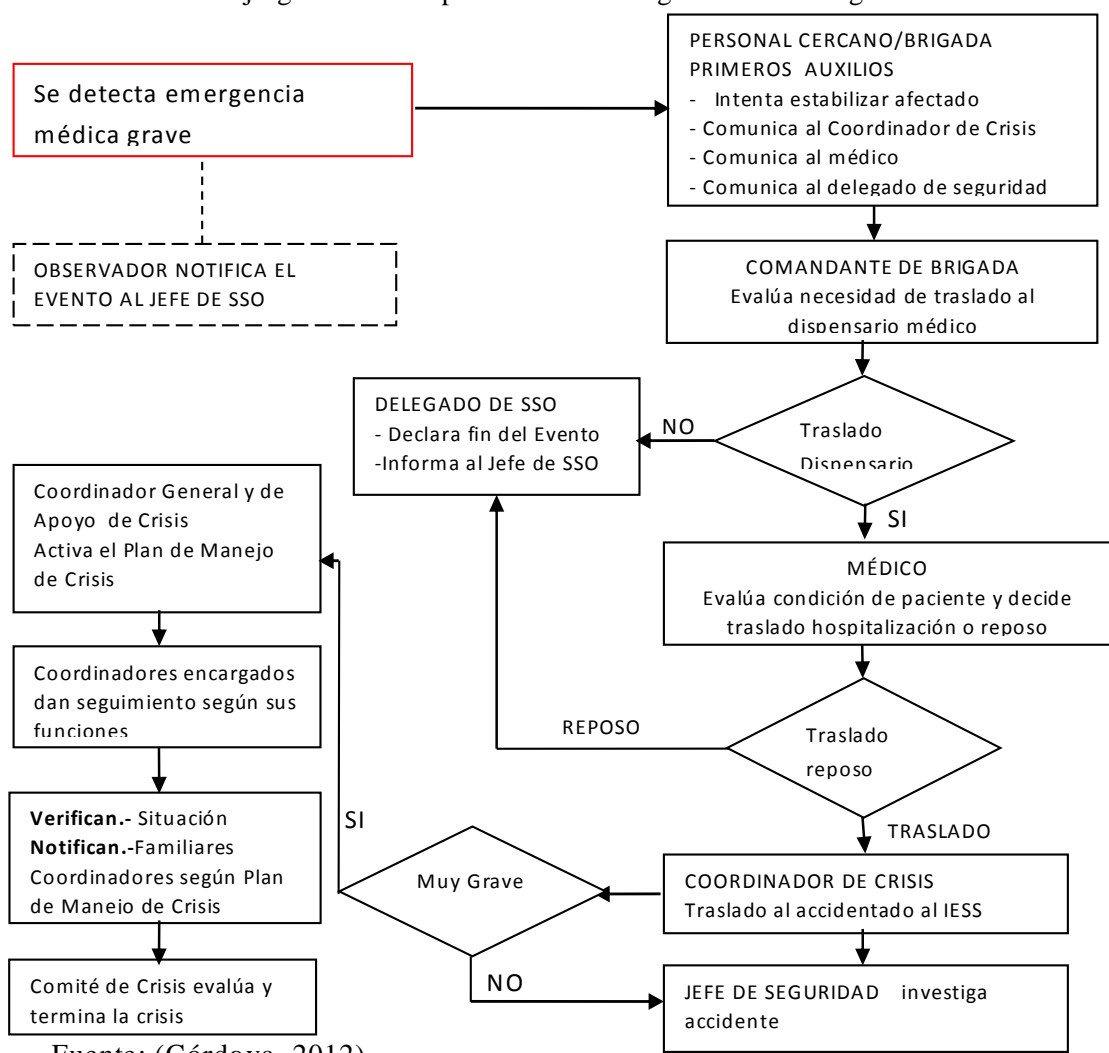 Se detecta emergencia
médica grave
OBSERVADOR NOTIFICA EL
EVENTO AL JEFE DE SSO
PERSONAL CERCANO/BRIGADA
PRIMEROS AUXILIOS
- Intenta estabilizar afectado
- Comunica al Coordinador de Crisis
- Comunica al médico
- Comunica al delegado de seguridad
COMANDANTE DE BRIGADA
Evalúa necesidad de traslado al
dispensario médico
Traslado
Dispensario
NO
DELEGADO DE SSO
- Declara fin del Evento
-Informa al Jefe de SSO
SI
MÉDICO
Evalúa condición de paciente y decide
traslado hospitalización o reposo
Traslado
reposo
REPOSO
TRASLADO
COORDINADOR DE CRISIS
Traslado al accidentado al IESS
Muy Grave
SI
NO
JEFE DE SEGURIDAD investiga
accidente
Coordinador General y de
Apoyo de Crisis
Activa el Plan de Manejo
de Crisis
Coordinadores encargados
dan seguimiento según sus
funciones
Verifican.- Situación
Notifican.-Familiares
Coordinadores según Plan
de Manejo de Crisis
Comité de Crisis evalúa y
termina la crisis
Fuente: (Córdova, 2012)